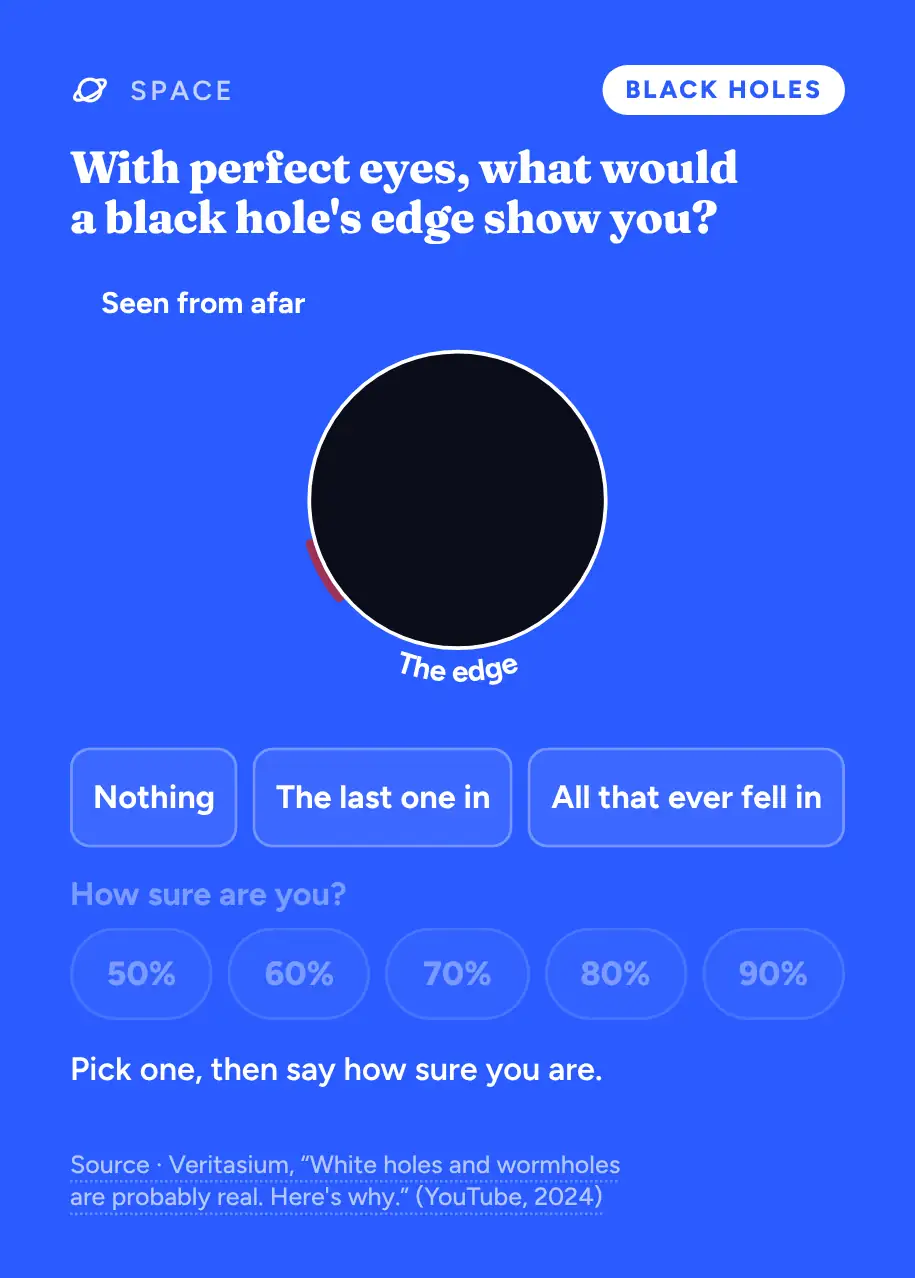 SPACE
BLACK HOLES
With perfect eyes, what would
a black hole's edge show you?
Seen from afar
The edge
Nothing
The last one in
All that ever fell in
How sure are you?
50%
60%
70%
80%
90%
Pick one, then say how sure you are.
Source · Veritasium, “White holes and wormholes
are probably real. Here's why.” (YouTube, 2024)